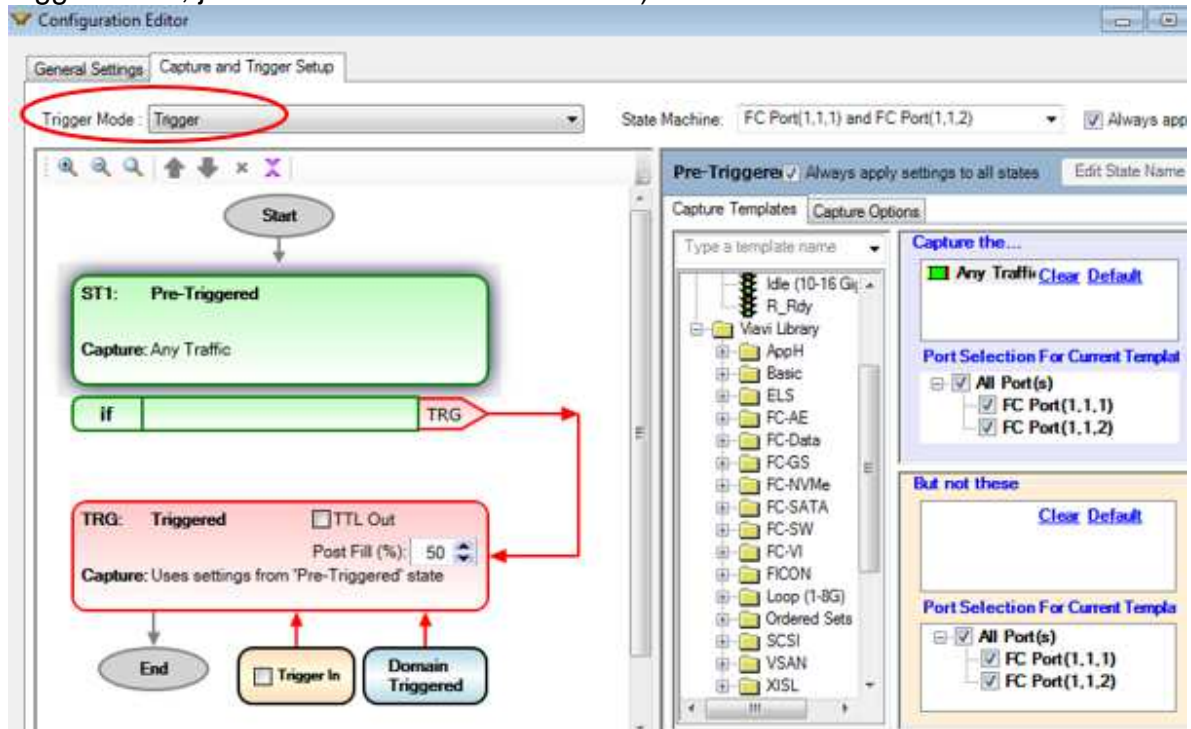 Configuration Editor
General Settings
Capture and Trigger Setup
Trigger Mode : Trigger
State Machine: FC Port(1,1,1) and FC Port(1,1,2)
Always app
Start
ST1: Pre-Triggered
Capture: Any Traffic
if
TRG
TRG: Triggered
TTL Out
Post Fill (%): 50
Capture: Uses settings from 'Pre-Triggered' state
End
Trigger In
Domain
Triggered
Pre-Triggere
Always apply settings to all states
Edit State Name
Capture Templates
Capture Options
Type a template name
Idle (10-16 Gig
R_Rdy
Viavi Library
AppH
Basic
ELS
FC-AE
FC-Data
FC-GS
FC-NVMe
FC-SATA
FC-SW
FC-VI
FICON
Loop (1-8G)
Ordered Sets
SCSI
VSAN
XISL
Capture the...
Any Traffi Clear Default
Port Selection For Current Templat
All Port(s)
FC Port(1,1,1)
FC Port(1,1,2)
But not these
Clear Default
Port Selection For Current Templa
All Port(s)
FC Port(1,1,1)
FC Port(1,1,2)